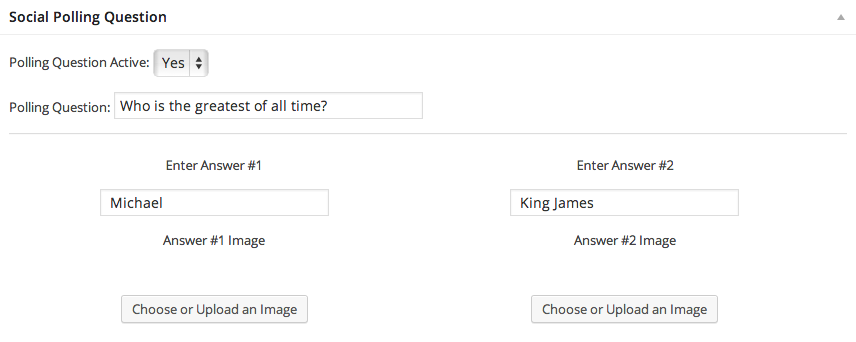 Social Polling Question
Polling Question Active: Yes
Polling Question: Who is the greatest of all time?
Enter Answer #1 Enter Answer #2
Michael King James
Answer #1 Image Answer #2 Image
Choose or Upload an Image Choose or Upload an Image